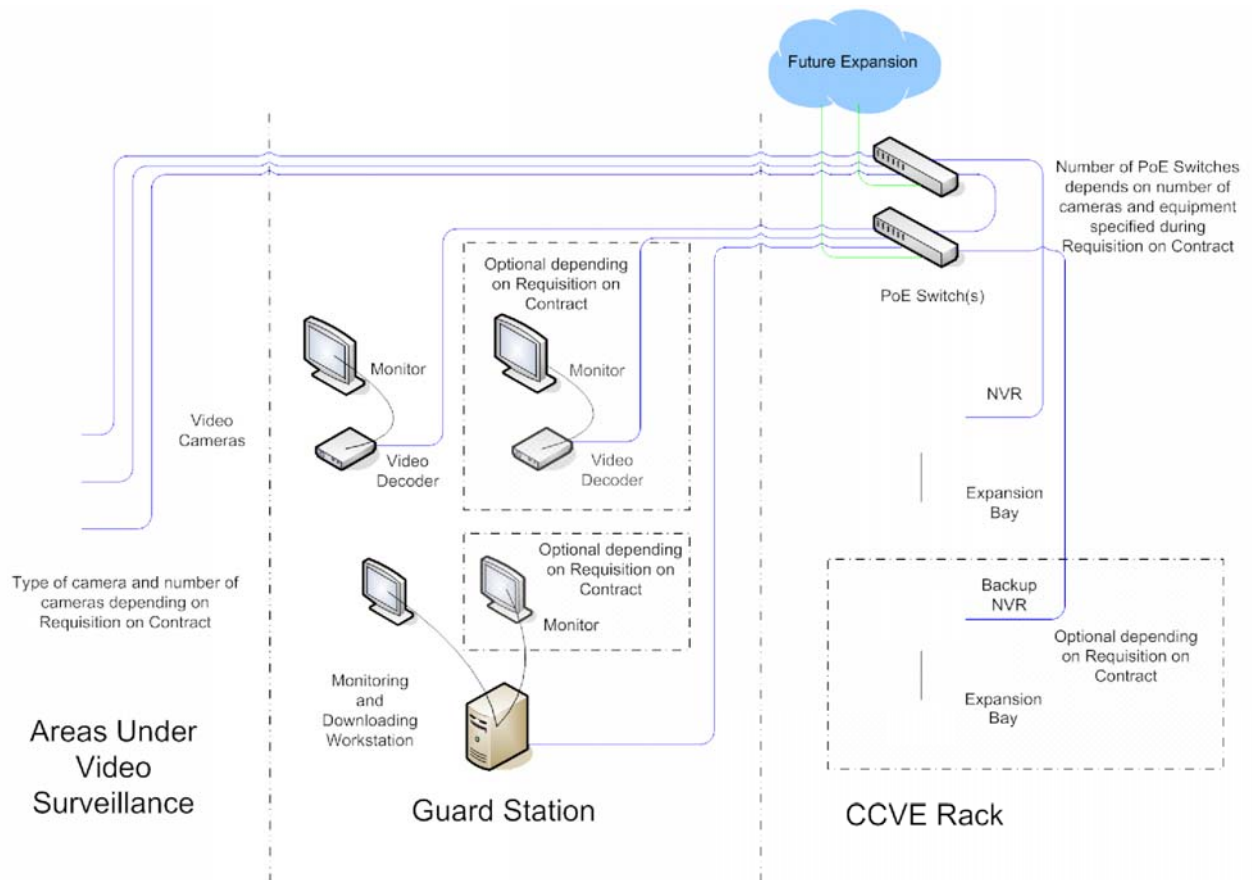 Future Expansion
Number of PoE Switches
depends on number of
cameras and equipment
specified during
Requisition on Contract
PoE Switch(s)
Optional depending
on Requisition on
Contract
Monitor
Video
Decoder
Monitor
Video
Decoder
Video
Cameras
Type of camera and number of
cameras depending on
Requisition on Contract
Optional depending
on Requisition on
Contract
Monitor
Monitoring
and
Downloading
Workstation
NVR
Expansion
Bay
Backup
NVR
Optional depending
on Requisition on
Contract
Expansion
Bay
Areas Under
Video
Surveillance
Guard Station
CCVE Rack